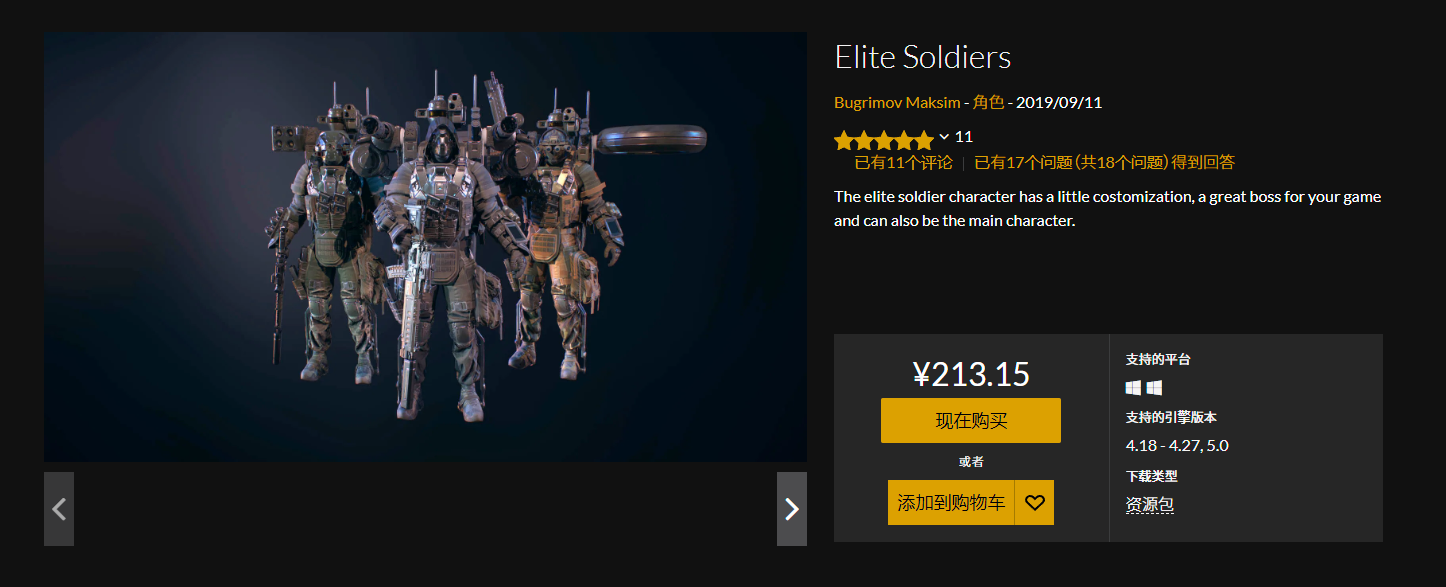 Elite Soldiers
Bugrimov Maksim - 角色 - 2019/09/11
11
已有11个评论 | 已有17个问题 (共18个问题) 得到回答
The elite soldier character has a little costomization, a great boss for your game
and can also be the main character.
¥213.15
现在购买
或者
添加到购物车
支持的平台
支持的引擎版本
4.18 - 4.27, 5.0
下载类型
资源包